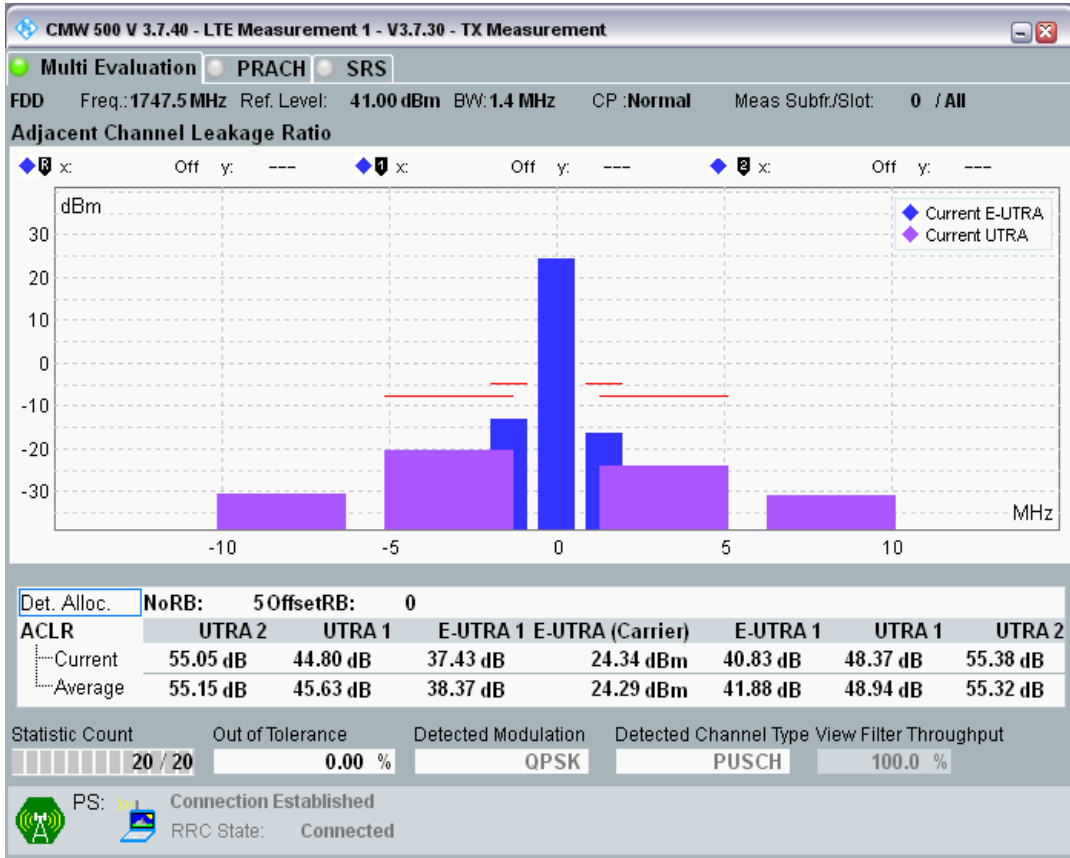 CMW 500 V 3.7.40 - LTE Measurement 1 - V3.7.30 - TX Measurement
Multi Evaluation PRACH SRS
FDD Freq.: 1747.5 MHz Ref. Level: 41.00 dBm BW: 1.4 MHz CP : Normal Meas Subfr./Slot: 0 / All
Adjacent Channel Leakage Ratio
R x: Off y: --- 1 x: Off y: --- 2 x: Off y: ---
dBm
Current E-UTRA
Current UTRA
30
20
10
0
-10
-20
-30
MHz
-10 -5 0 5 10
Det. Alloc. NoRB: 5 OffsetRB: 0
ACLR UTRA 2 UTRA 1 E-UTRA 1 E-UTRA (Carrier) E-UTRA 1 UTRA 1 UTRA 2
Current 55.05 dB 44.80 dB 37.43 dB 24.34 dBm 40.83 dB 48.37 dB 55.38 dB
Average 55.15 dB 45.63 dB 38.37 dB 24.29 dBm 41.88 dB 48.94 dB 55.32 dB
Statistic Count Out of Tolerance Detected Modulation Detected Channel Type View Filter Throughput
20 / 20 0.00 % QPSK PUSCH 100.0 %
PS: Connection Established
RRC State: Connected